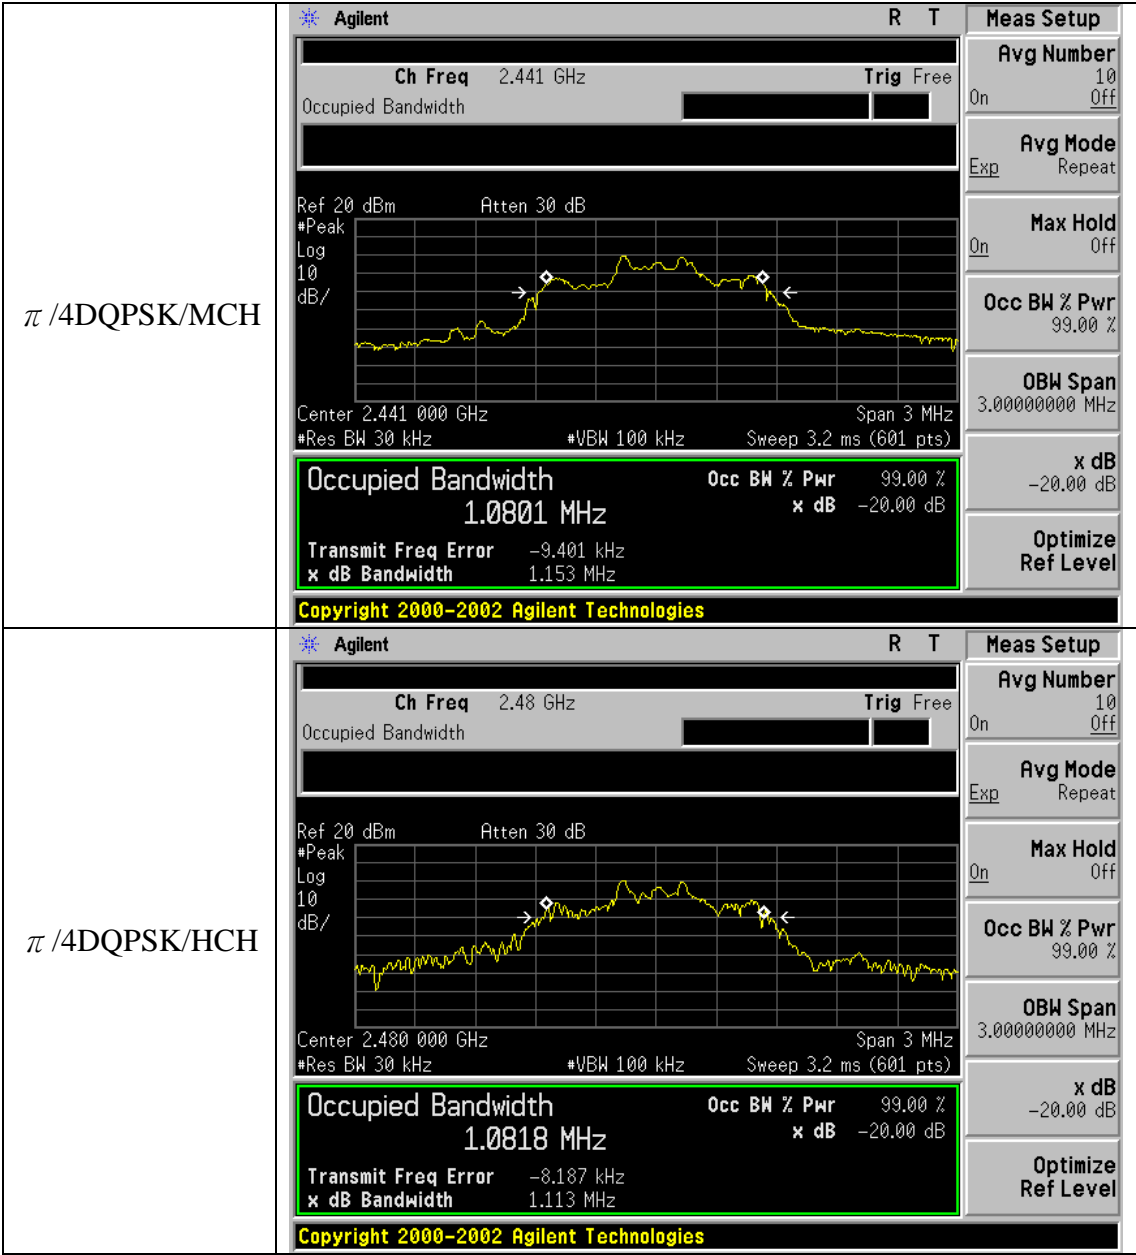 π/4DQPSK/MCH
Agilent R T
Ch Freq 2.441 GHz Trig Free
Occupied Bandwidth
Ref 20 dBm Atten 30 dB
#Peak
Log
10
dB/
Center 2.441 000 GHz Span 3 MHz
#Res BW 30 kHz #VBW 100 kHz Sweep 3.2 ms (601 pts)
Occupied Bandwidth Occ BW % Pwr 99.00 %
1.0801 MHz x dB -20.00 dB
Transmit Freq Error -9.401 kHz
x dB Bandwidth 1.153 MHz
Copyright 2000-2002 Agilent Technologies
Meas Setup
Avg Number
10
On Off
Avg Mode
Exp Repeat
Max Hold
On Off
Occ BW % Pwr
99.00 %
OBW Span
3.00000000 MHz
x dB
-20.00 dB
Optimize
Ref Level
π/4DQPSK/HCH
Agilent R T
Ch Freq 2.48 GHz Trig Free
Occupied Bandwidth
Ref 20 dBm Atten 30 dB
#Peak
Log
10
dB/
Center 2.480 000 GHz Span 3 MHz
#Res BW 30 kHz #VBW 100 kHz Sweep 3.2 ms (601 pts)
Occupied Bandwidth Occ BW % Pwr 99.00 %
1.0818 MHz x dB -20.00 dB
Transmit Freq Error -8.187 kHz
x dB Bandwidth 1.113 MHz
Copyright 2000-2002 Agilent Technologies
Meas Setup
Avg Number
10
On Off
Avg Mode
Exp Repeat
Max Hold
On Off
Occ BW % Pwr
99.00 %
OBW Span
3.00000000 MHz
x dB
-20.00 dB
Optimize
Ref Level